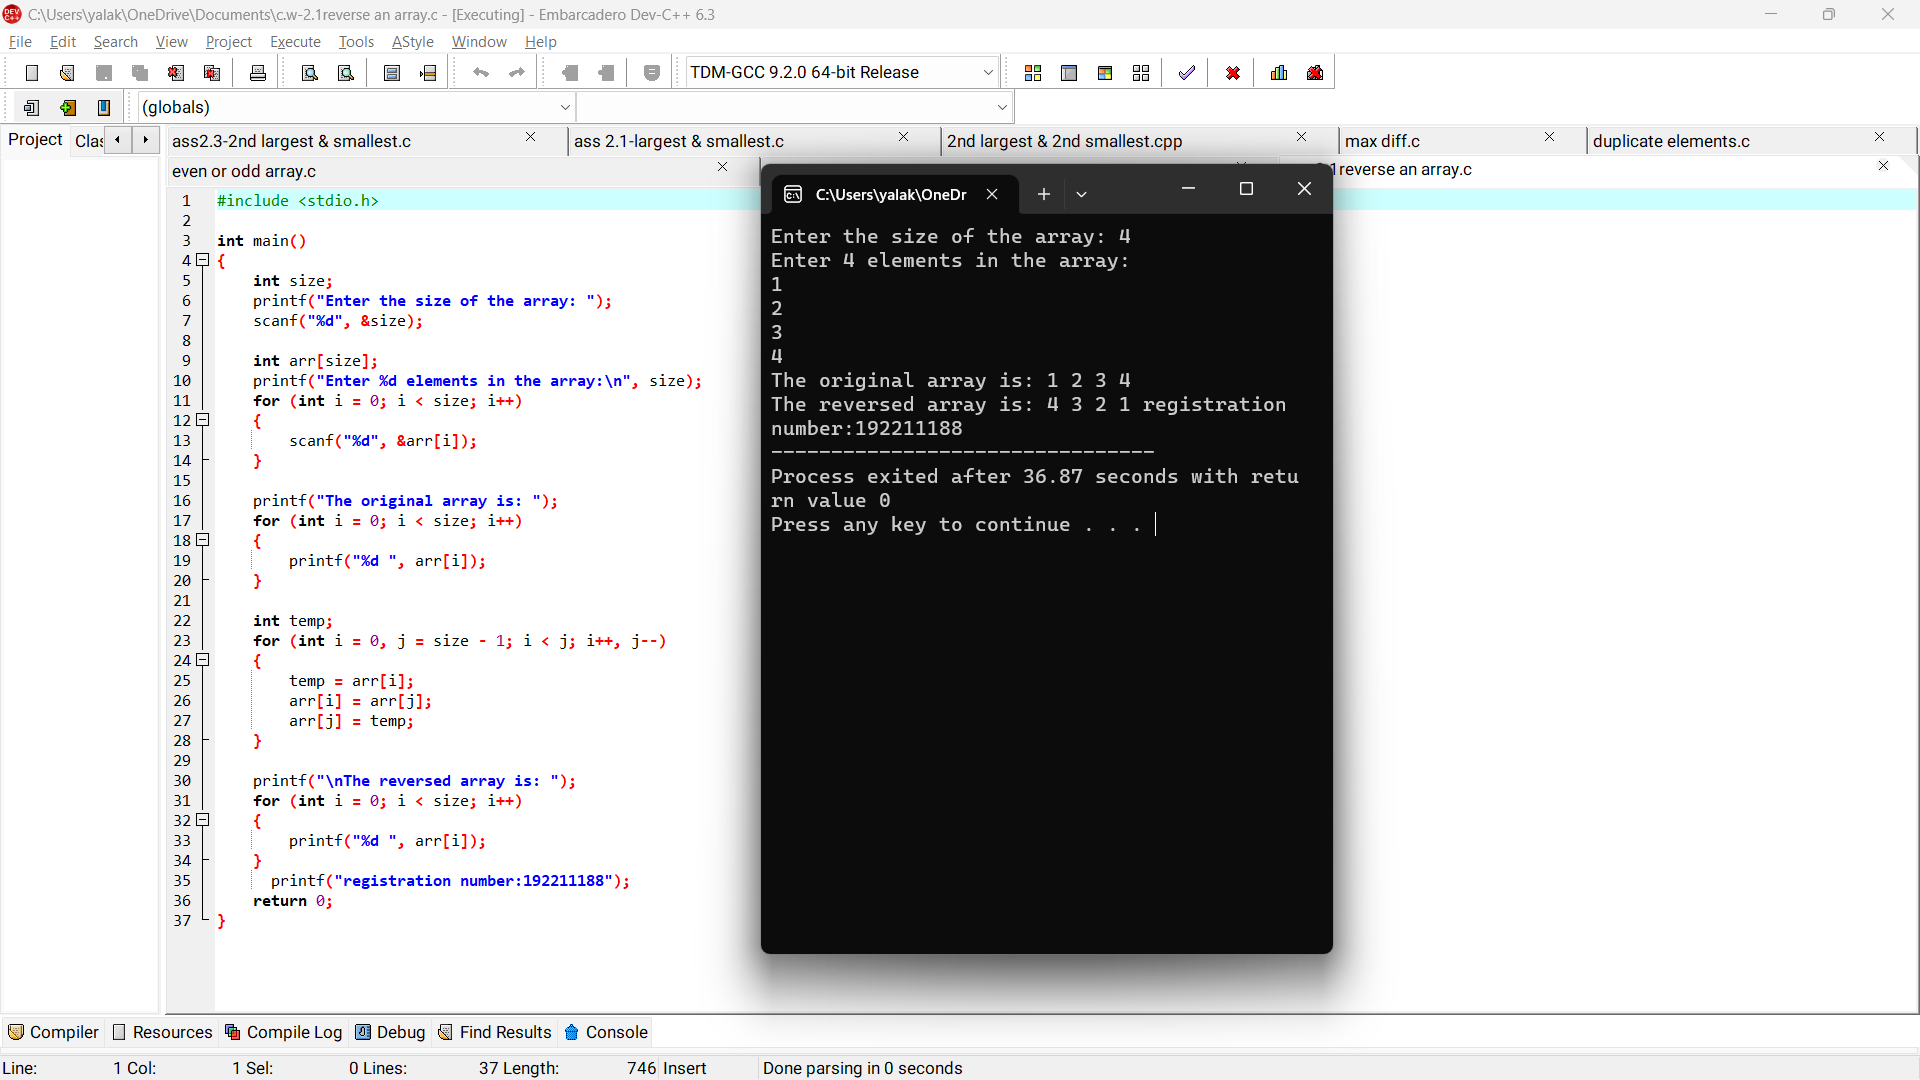 C:\Users\yalak\OneDrive\Documents\c.w-2.1reverse an array.c - [Executing] - Embarcadero Dev-C++ 6.3
File Edit Search View Project Execute Tools AStyle Window Help
TDM-GCC 9.2.0 64-bit Release
(globals)
Project Clas
ass2.3-2nd largest & smallest.c
ass 2.1-largest & smallest.c
2nd largest & 2nd smallest.cpp
max diff.c
duplicate elements.c
even or odd array.c
1reverse an array.c
1 #include <stdio.h>
2
3 int main()
4 {
5 int size;
6 printf("Enter the size of the array: ");
7 scanf("%d", &size);
8
9 int arr[size];
10 printf("Enter %d elements in the array:\n", size);
11 for (int i = 0; i < size; i++)
12 {
13 scanf("%d", &arr[i]);
14 }
15
16 printf("The original array is: ");
17 for (int i = 0; i < size; i++)
18 {
19 printf("%d ", arr[i]);
20 }
21
22 int temp;
23 for (int i = 0, j = size - 1; i < j; i++, j--)
24 {
25 temp = arr[i];
26 arr[i] = arr[j];
27 arr[j] = temp;
28 }
29
30 printf("\nThe reversed array is: ");
31 for (int i = 0; i < size; i++)
32 {
33 printf("%d ", arr[i]);
34 }
35 printf("registration number:192211188");
36 return 0;
37 }
C:\Users\yalak\OneDr
Enter the size of the array: 4
Enter 4 elements in the array:
1
2
3
4
The original array is: 1 2 3 4
The reversed array is: 4 3 2 1 registration
number:192211188
--------------------------------
Process exited after 36.87 seconds with retu
rn value 0
Press any key to continue . . .
Compiler Resources Compile Log Debug Find Results Console
Line: 1 Col: 1 Sel: 0 Lines: 37 Length: 746 Insert Done parsing in 0 seconds